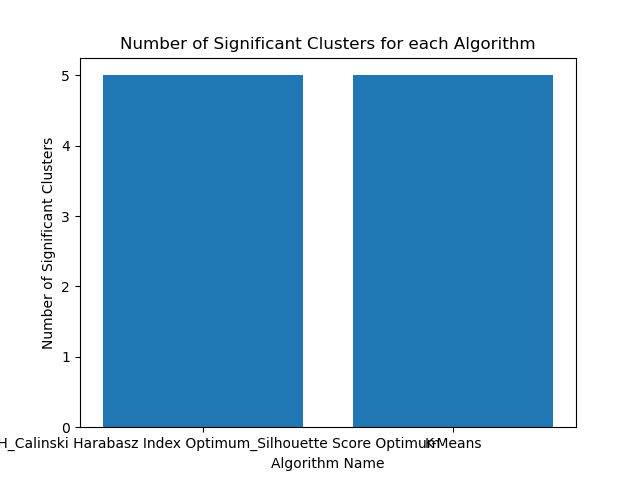 Number of Significant Clusters for each Algorithm
Number of Significant Clusters
5
4
3
2
1
0
H_Calinski Harabasz Index Optimum_Silhouette Score Optimum
K-Means
Algorithm Name